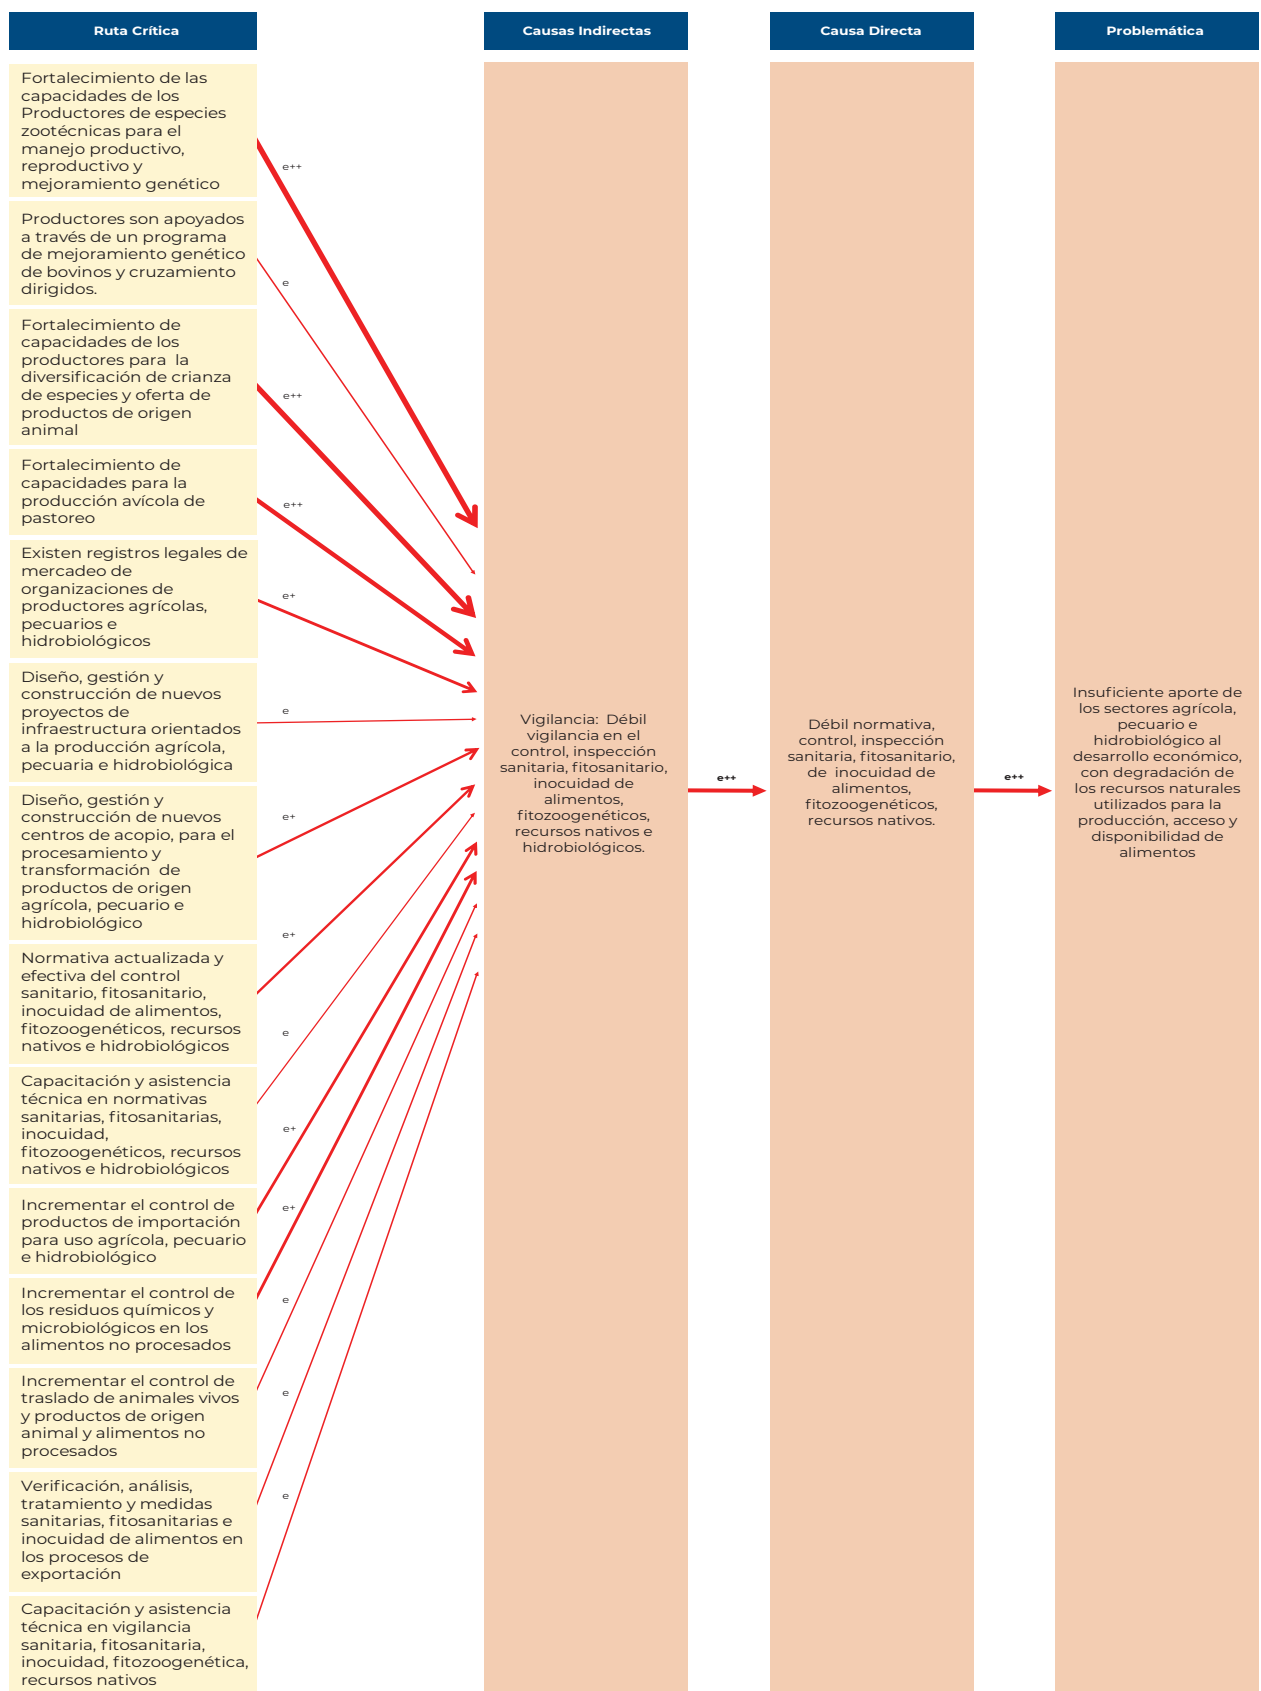 Ruta Crítica
Causas Indirectas
Causa Directa
Problemática
Fortalecimiento de las
capacidades de los
Productores de especies
zootécnicas para el
manejo productivo,
reproductivo y
mejoramiento genético
e++
Productores son apoyados
a través de un programa
de mejoramiento genético
de bovinos y cruzamiento
dirigidos.
e
Fortalecimiento de
capacidades de los
productores para  la
diversificación de crianza
de especies y oferta de
productos de origen
animal
e++
Fortalecimiento de
capacidades para la
producción avícola de
pastoreo
e++
Existen registros legales de
mercadeo de
organizaciones de
productores agrícolas,
pecuarios e
hidrobiológicos
e+
Diseño, gestión y
construcción de nuevos
proyectos de
infraestructura orientados
a la producción agrícola,
pecuaria e hidrobiológica
e
Diseño, gestión y
construcción de nuevos
centros de acopio, para el
procesamiento y
transformación  de
productos de origen
agrícola, pecuario e
hidrobiológico
e+
Normativa actualizada y
efectiva del control
sanitario, fitosanitario,
inocuidad de alimentos,
fitozoogenéticos, recursos
nativos e hidrobiológicos
e+
e
Capacitación y asistencia
técnica en normativas
sanitarias, fitosanitarias,
inocuidad,
fitozoogenéticos, recursos
nativos e hidrobiológicos
e+
Incrementar el control de
productos de importación
para uso agrícola, pecuario
e hidrobiológico
e+
Incrementar el control de
los residuos químicos y
microbiológicos en los
alimentos no procesados
e
Incrementar el control de
traslado de animales vivos
y productos de origen
animal y alimentos no
procesados
e
Verificación, análisis,
tratamiento y medidas
sanitarias, fitosanitarias e
inocuidad de alimentos en
los procesos de
exportación
e
Capacitación y asistencia
técnica en vigilancia
sanitaria, fitosanitaria,
inocuidad, fitozoogenética,
recursos nativos
Vigilancia:  Débil
vigilancia en el
control, inspección
sanitaria, fitosanitario,
inocuidad de
alimentos,
fitozoogenéticos,
recursos nativos e
hidrobiológicos.
e++
Débil normativa,
control, inspección
sanitaria, fitosanitario,
de  inocuidad de
alimentos,
fitozoogenéticos,
recursos nativos.
e++
Insuficiente aporte de
los sectores agrícola,
pecuario e
hidrobiológico al
desarrollo económico,
con degradación de
los recursos naturales
utilizados para la
producción, acceso y
disponibilidad de
alimentos